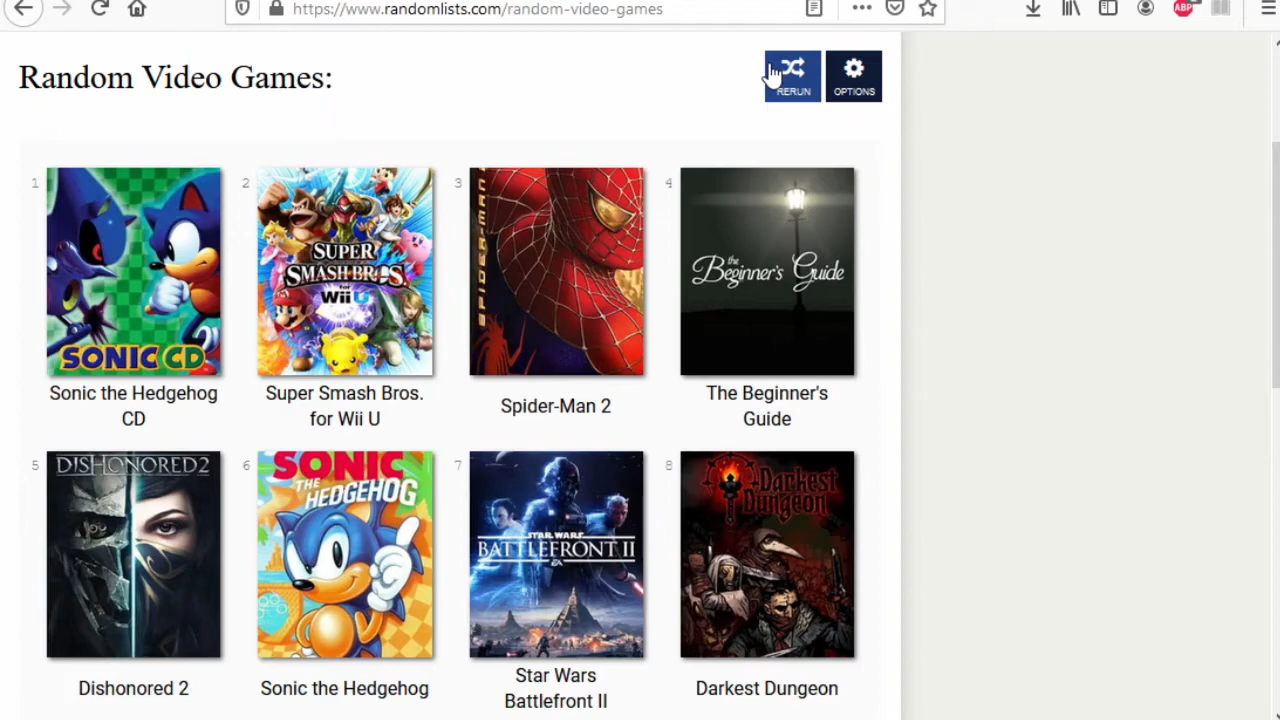 https://www.randomlists.com/random-video-games
ABP
Random Video Games:
RERUN
OPTIONS
1
2
3
4
SONIC CD
SUPER
SMASH BROS.
for
Wii U
SPIDER-MAN 2
the
Beginner's Guide
Sonic the Hedgehog
CD
Super Smash Bros.
for Wii U
Spider-Man 2
The Beginner's
Guide
5
6
7
8
DISHONORED 2
SONIC
THE
HEDGEHOG
STAR WARS
BATTLEFRONT II
EA
Darkest
Dungeon
Dishonored 2
Sonic the Hedgehog
Star Wars
Battlefront II
Darkest Dungeon